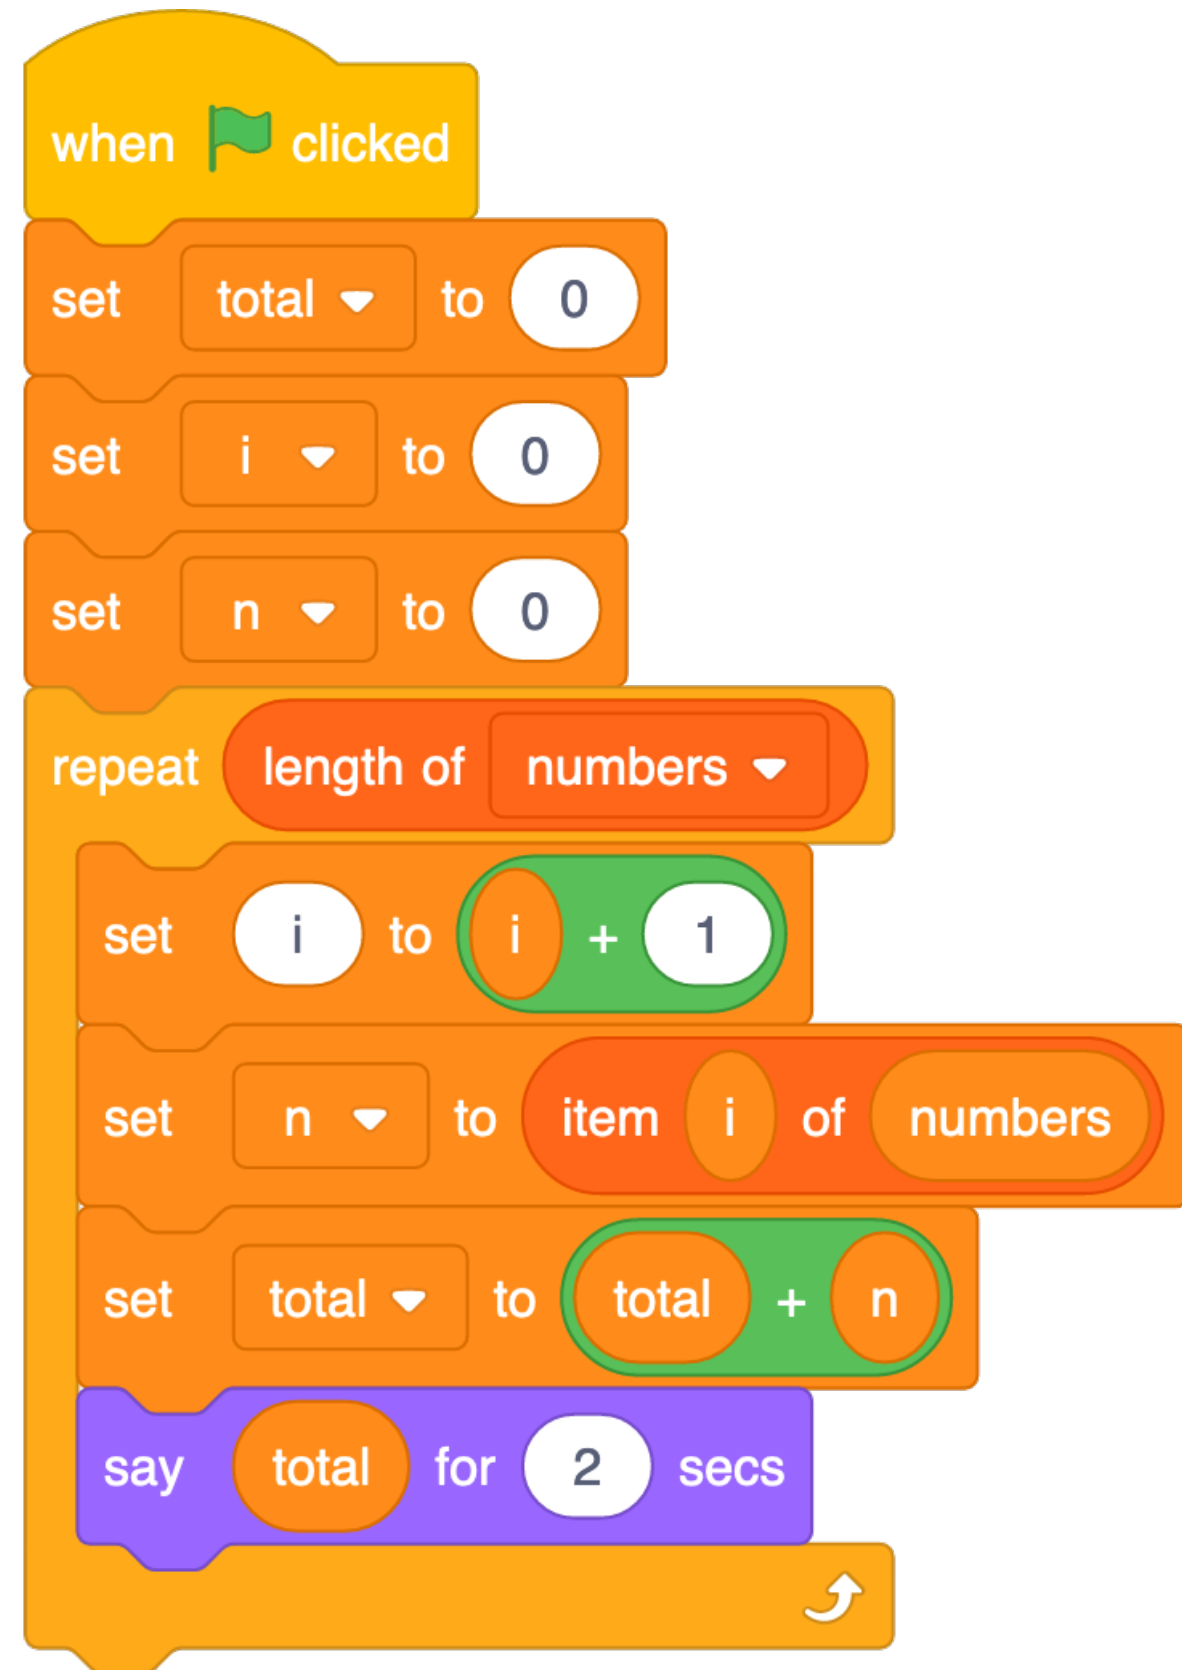 when clicked
set total to 0
set i to 0
set n to 0
repeat length of numbers
set i to i + 1
set n to item i of numbers
set total to total + n
say total for 2 secs